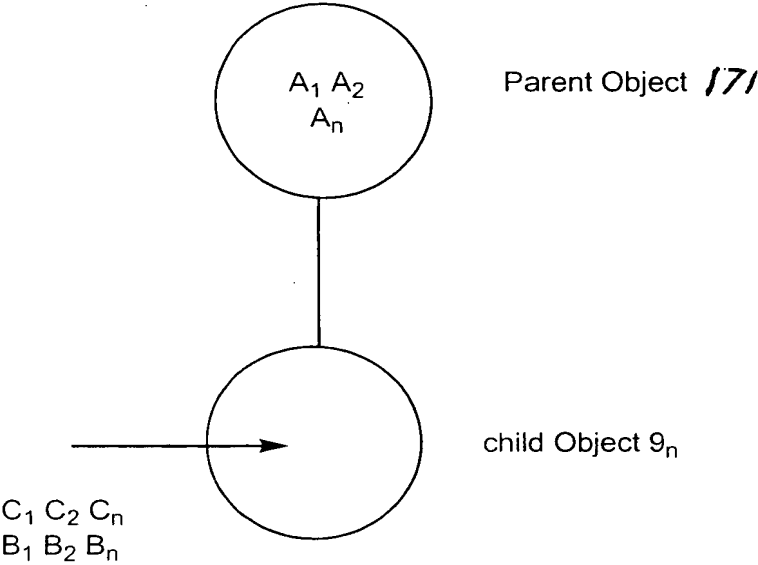 A₁ A₂
Aₙ
Parent Object 171
child Object 9ₙ
C₁ C₂ Cₙ
B₁ B₂ Bₙ